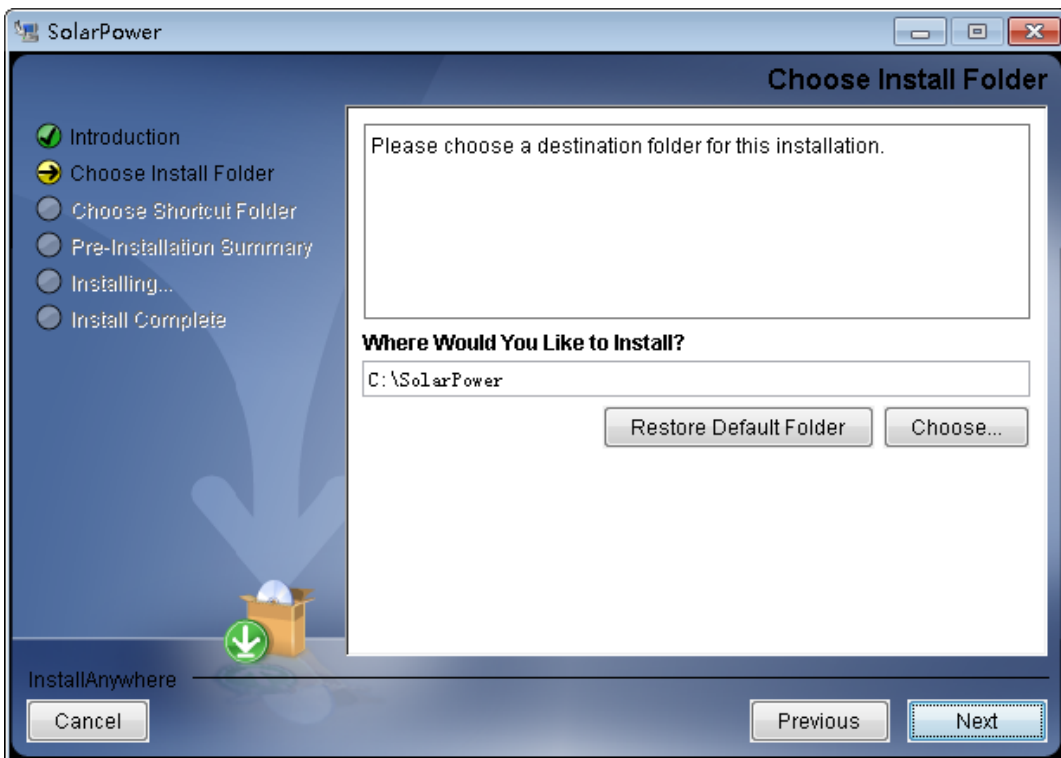 SolarPower
Choose Install Folder
Introduction
Choose Install Folder
Choose Shortcut Folder
Pre-Installation Summary
Installing...
Install Complete
Please choose a destination folder for this installation.
Where Would You Like to Install?
C:\SolarPower
Restore Default Folder
Choose...
InstallAnywhere
Cancel
Previous
Next